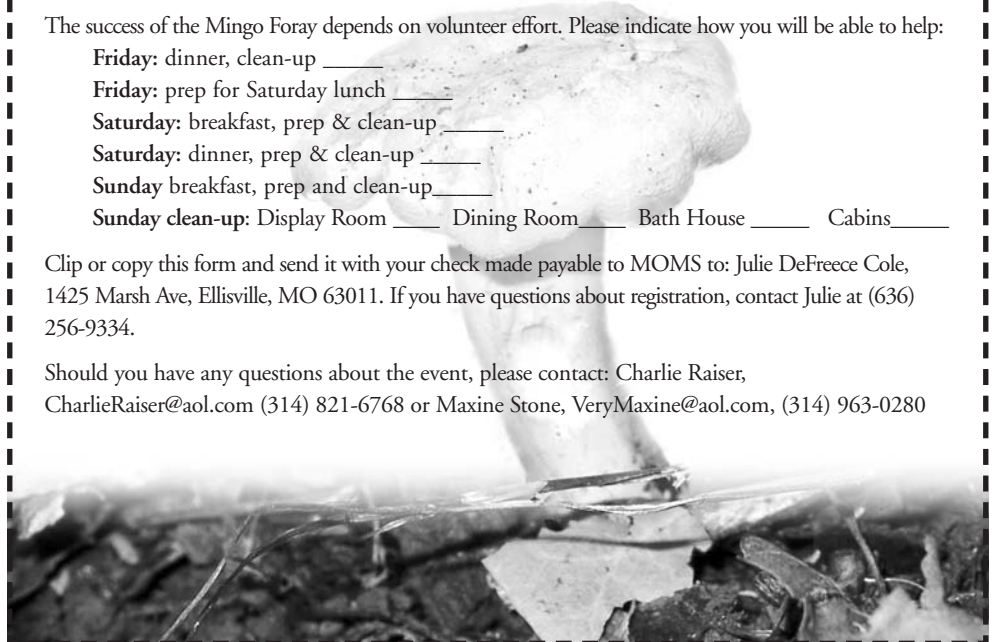 The success of the Mingo Foray depends on volunteer effort. Please indicate how you will be able to help:
Friday: dinner, clean-up _____
Friday: prep for Saturday lunch _____
Saturday: breakfast, prep & clean-up _____
Saturday: dinner, prep & clean-up _____
Sunday breakfast, prep and clean-up_____
Sunday clean-up: Display Room ____ Dining Room____ Bath House _____ Cabins_____
Clip or copy this form and send it with your check made payable to MOMS to: Julie DeFreece Cole,
1425 Marsh Ave, Ellisville, MO 63011. If you have questions about registration, contact Julie at (636)
256-9334.
Should you have any questions about the event, please contact: Charlie Raiser,
CharlieRaiser@aol.com (314) 821-6768 or Maxine Stone, VeryMaxine@aol.com, (314) 963-0280